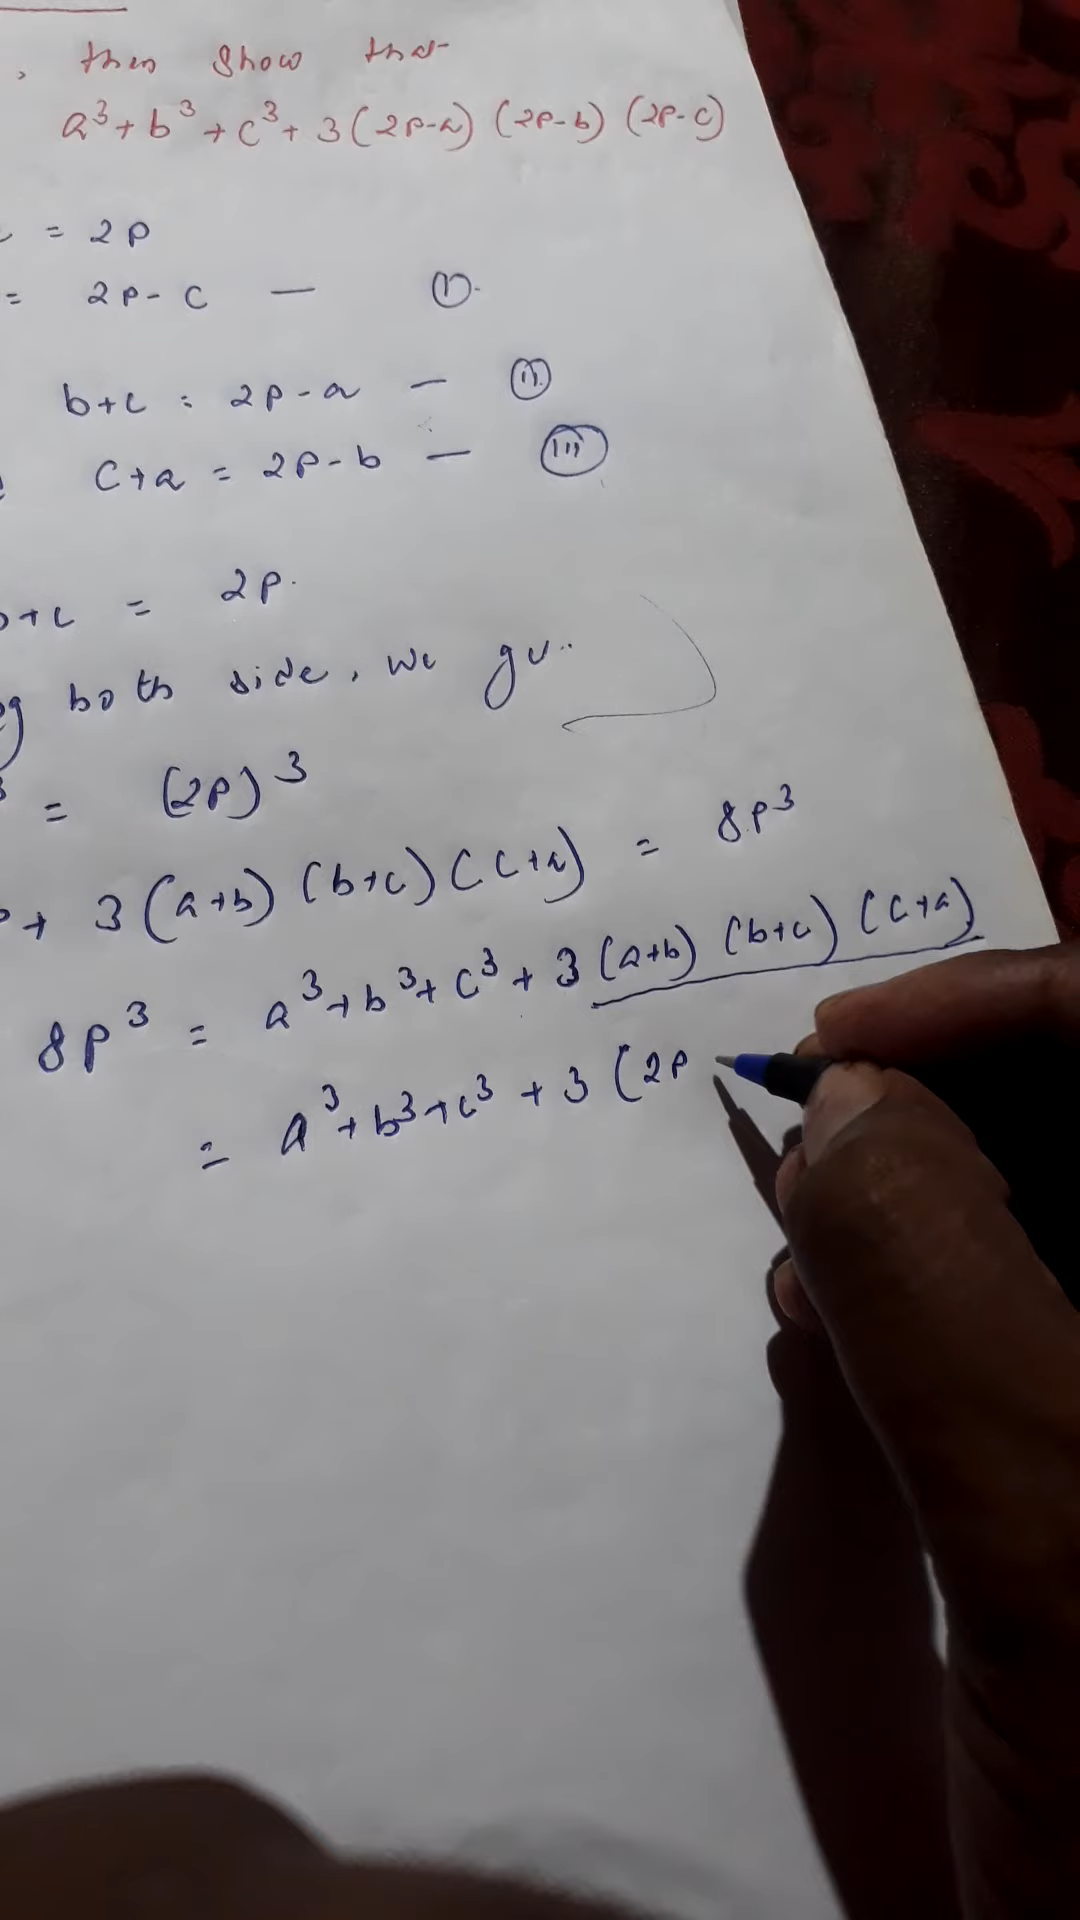 , then show that
a³+b³+c³+3(2p-a)(2p-b)(2p-c)
= 2p
= 2p-c — (i).
b+c = 2p-a — (ii)
c+a = 2p-b — (iii)
b+c = 2p.
both side, we
= (2p)³
+ 3(a+b)(b+c)(c+a) = 8p³
8p³ = a³+b³+c³+3(a+b)(b+c)(c+a)
= a³+b³+c³+3(2p